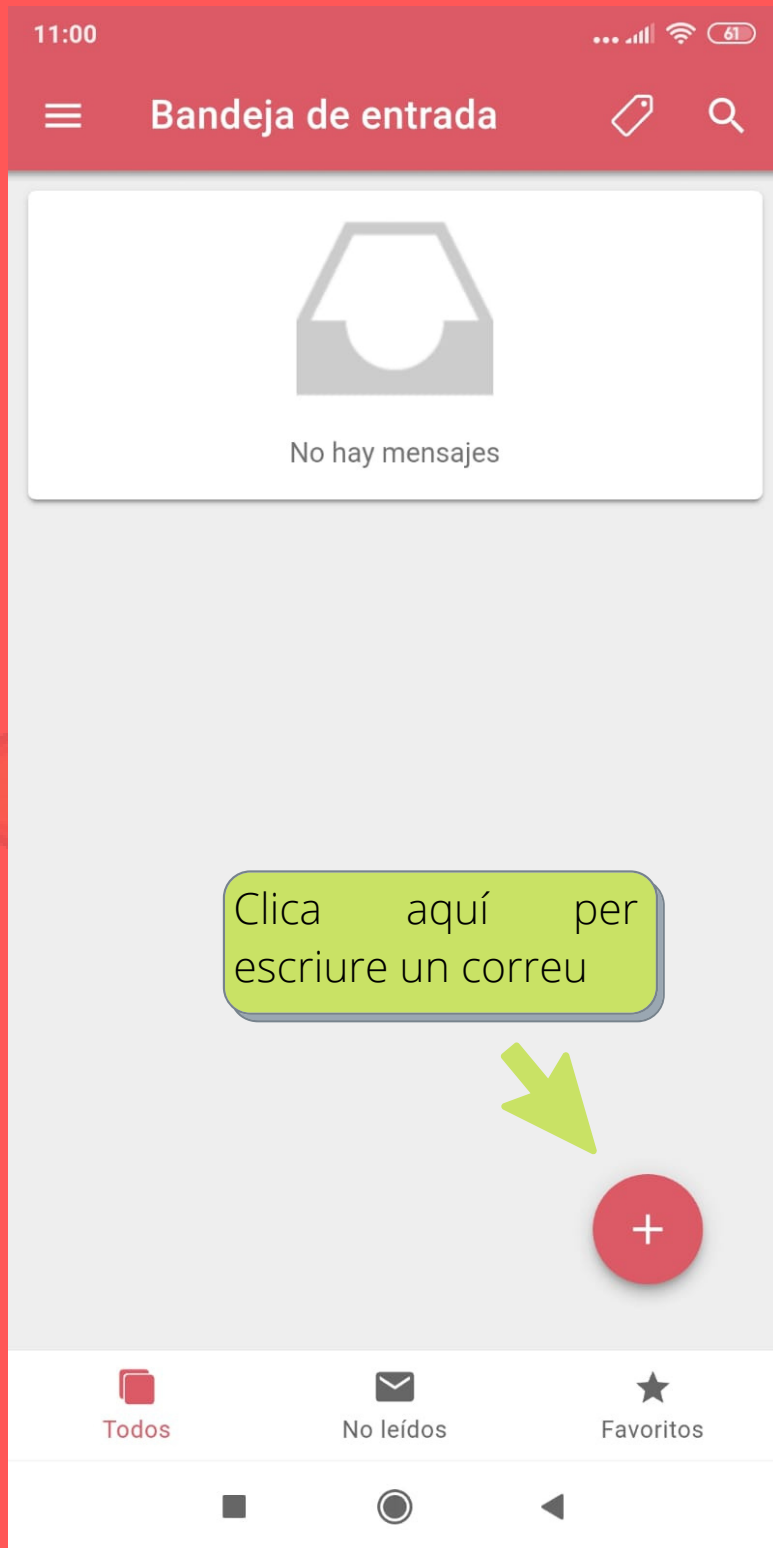 11:00
61
Bandeja de entrada
No hay mensajes
Clica aquí per
escriure un correu
Todos
No leídos
Favoritos